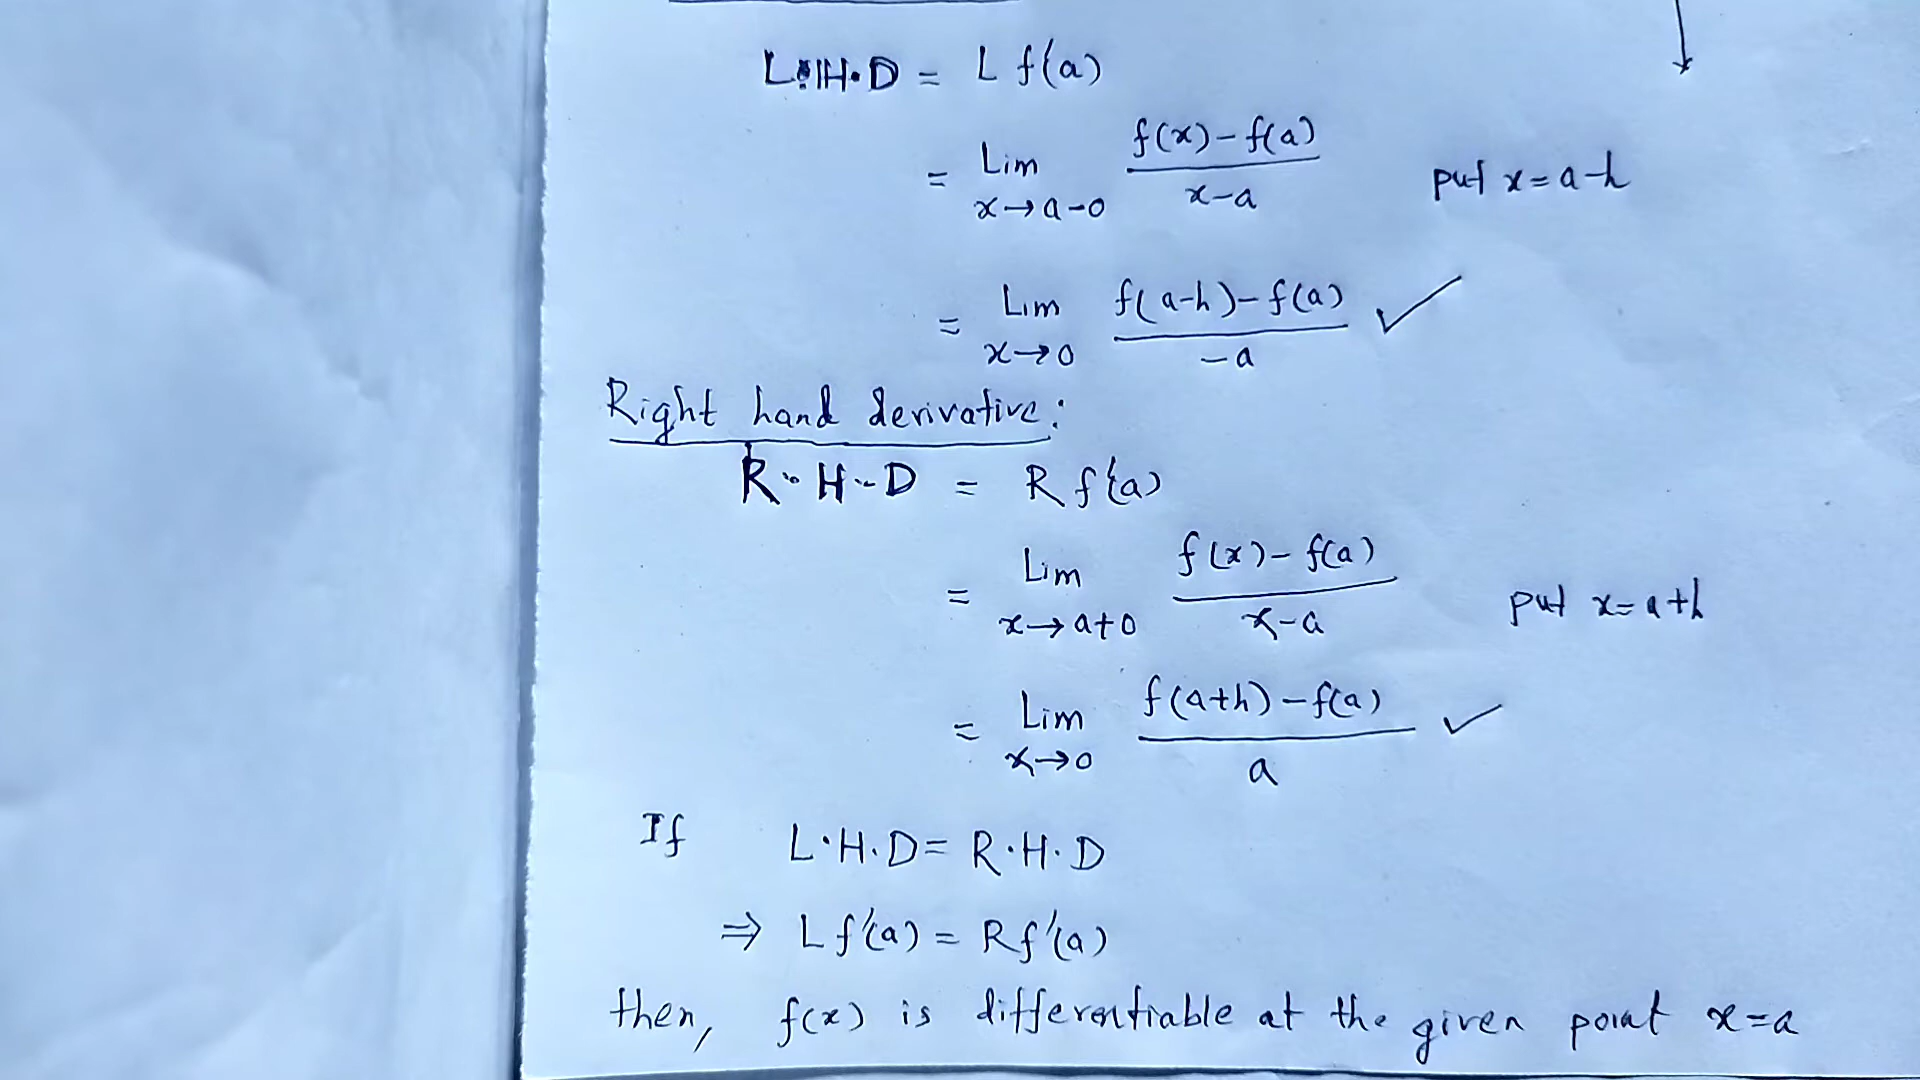 L.H.D = L f'(a)
= Lim x→a-0 f(x)-f(a) / x-a put x=a-h
= Lim x→0 f(a-h)-f(a) / -a ✓
Right hand derivative:
R.H.D = R f'(a)
= Lim x→a+0 f(x)-f(a) / x-a put x=a+h
= Lim x→0 f(a+h)-f(a) / a ✓
If L.H.D= R.H.D
⇒ L f'(a) = R f'(a)
then, f(x) is differentiable at the given point x=a